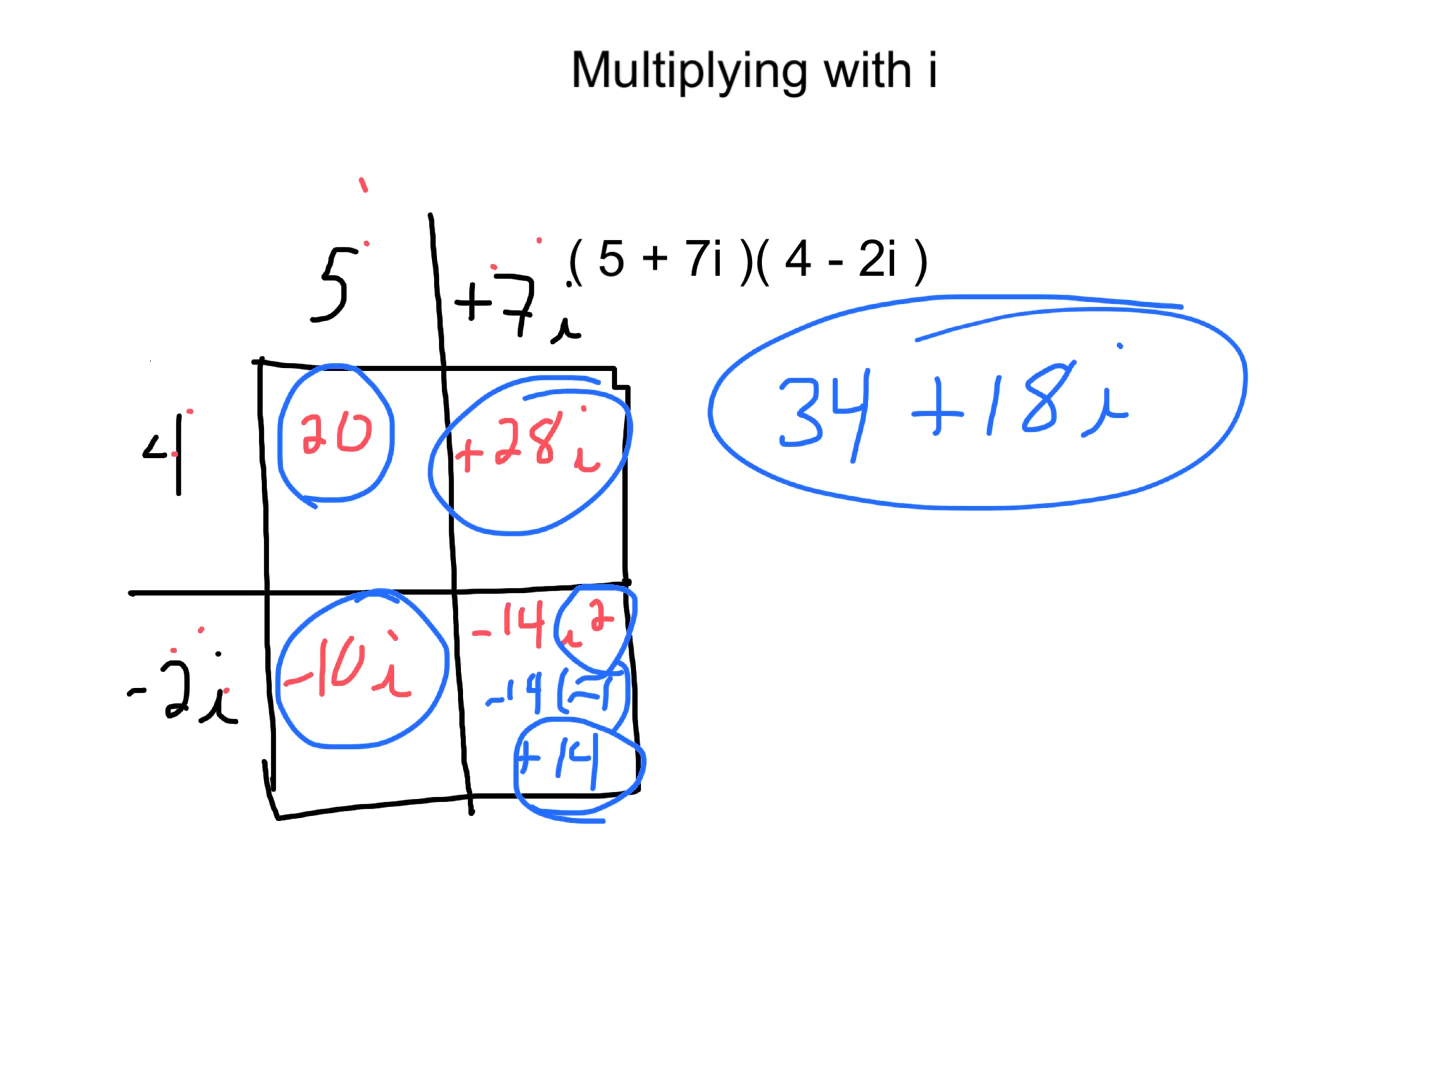 Multiplying with i
5 +7i
( 5 + 7i )( 4 - 2i )
4 20 +28i
34 +18i
-2i -10i -14i²
-14(-1)
+14